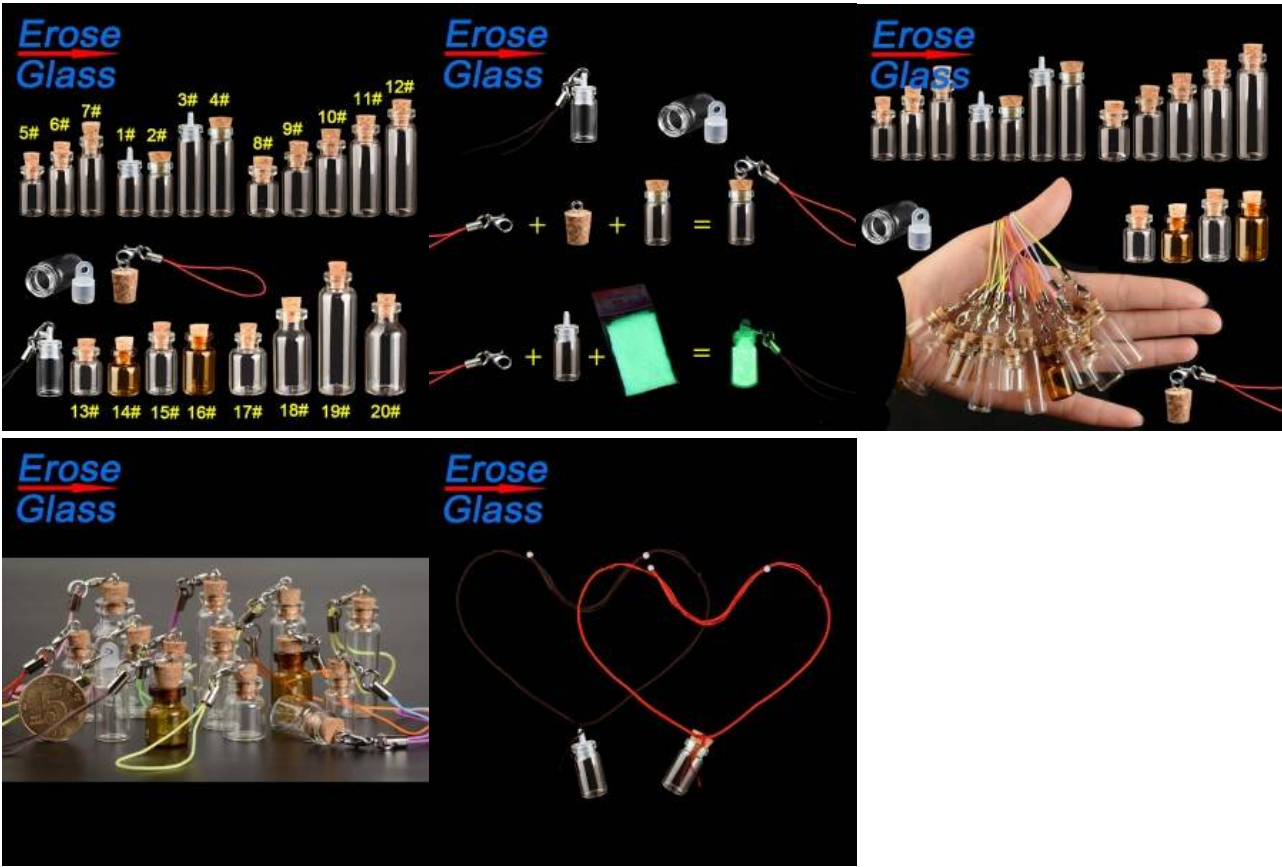 Erose
Glass
5# 6# 7# 1# 2# 3# 4# 8# 9# 10# 11# 12#
13# 14# 15# 16# 17# 18# 19# 20#
Erose
Glass
+ + =
+ + =
Erose
Glass
Erose
Glass
5
Erose
Glass